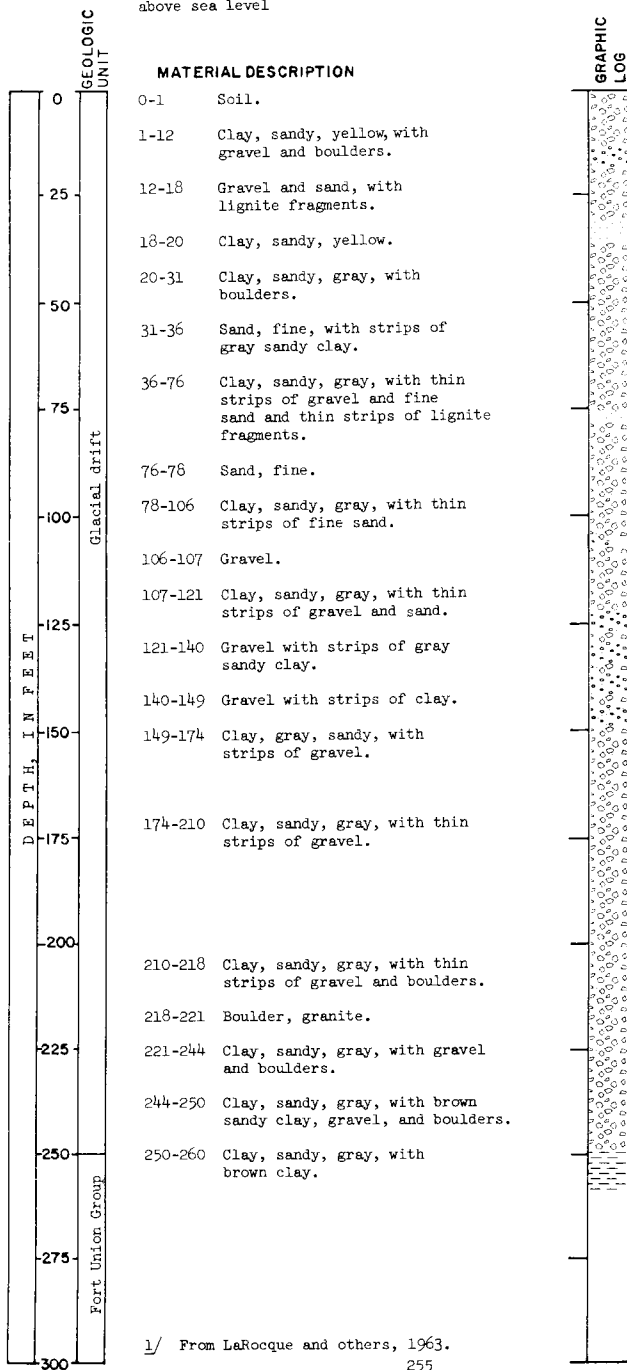 above sea level
GEOLOGIC
UNIT
MATERIAL DESCRIPTION
GRAPHIC
LOG
DEPTH, IN FEET
0
25
50
75
100
125
150
175
200
225
250
275
300
Glacial drift
Fort Union Group
0-1 Soil.
1-12 Clay, sandy, yellow, with
gravel and boulders.
12-18 Gravel and sand, with
lignite fragments.
18-20 Clay, sandy, yellow.
20-31 Clay, sandy, gray, with
boulders.
31-36 Sand, fine, with strips of
gray sandy clay.
36-76 Clay, sandy, gray, with thin
strips of gravel and fine
sand and thin strips of lignite
fragments.
76-78 Sand, fine.
78-106 Clay, sandy, gray, with thin
strips of fine sand.
106-107 Gravel.
107-121 Clay, sandy, gray, with thin
strips of gravel and sand.
121-140 Gravel with strips of gray
sandy clay.
140-149 Gravel with strips of clay.
149-174 Clay, gray, sandy, with
strips of gravel.
174-210 Clay, sandy, gray, with thin
strips of gravel.
210-218 Clay, sandy, gray, with thin
strips of gravel and boulders.
218-221 Boulder, granite.
221-244 Clay, sandy, gray, with gravel
and boulders.
244-250 Clay, sandy, gray, with brown
sandy clay, gravel, and boulders.
250-260 Clay, sandy, gray, with
brown clay.
1/ From LaRocque and others, 1963.
255